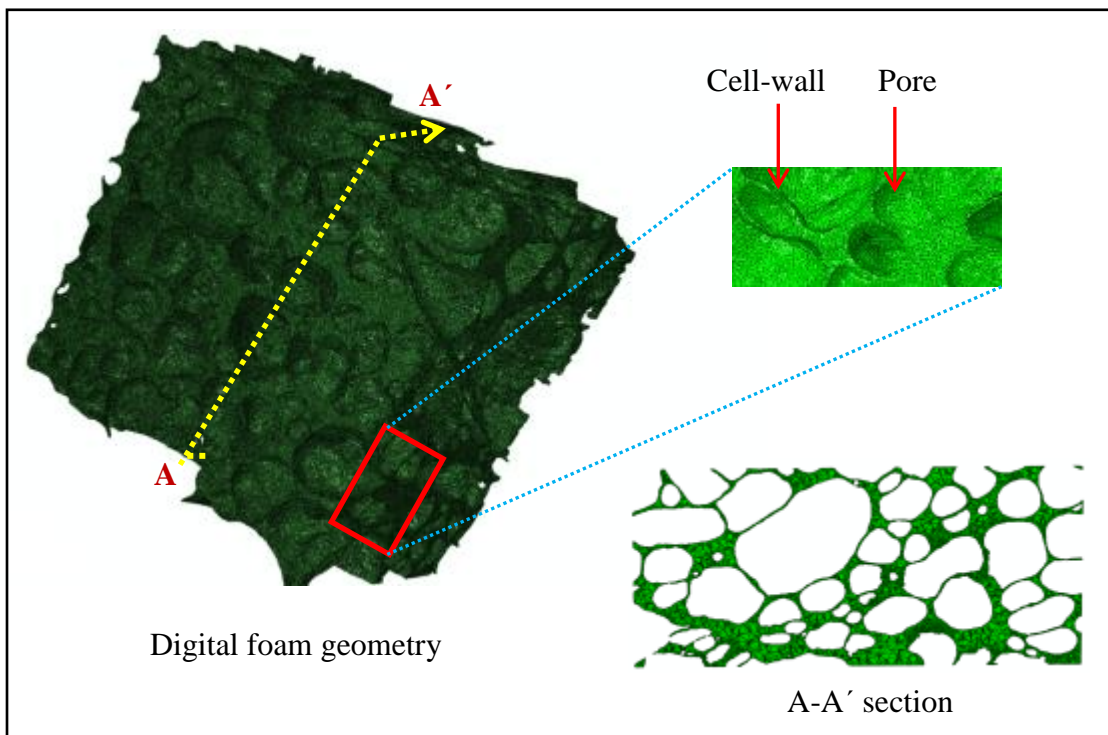 A´
Cell-wall
Pore
A
Digital foam geometry
A-A´ section